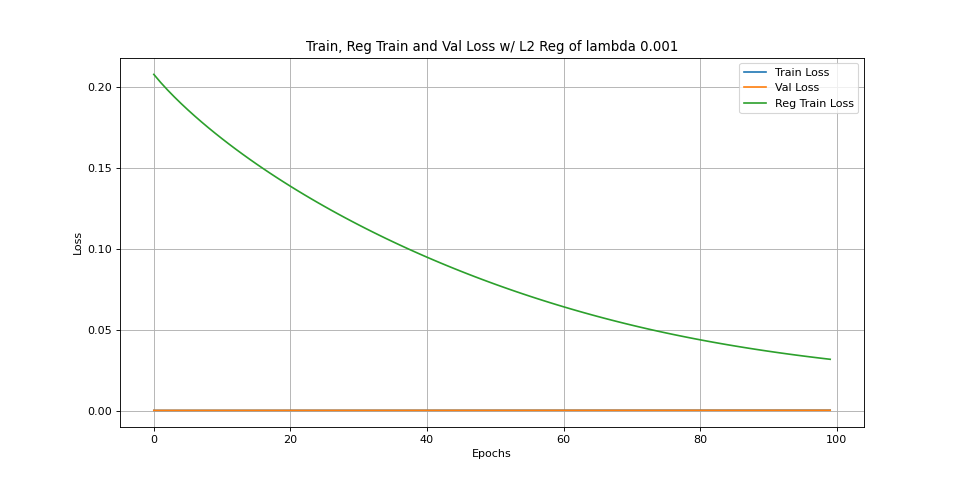 Train, Reg Train and Val Loss w/ L2 Reg of lambda 0.001
Train Loss
Val Loss
Reg Train Loss
0.20
0.15
0.10
0.05
0.00
Loss
0 20 40 60 80 100
Epochs